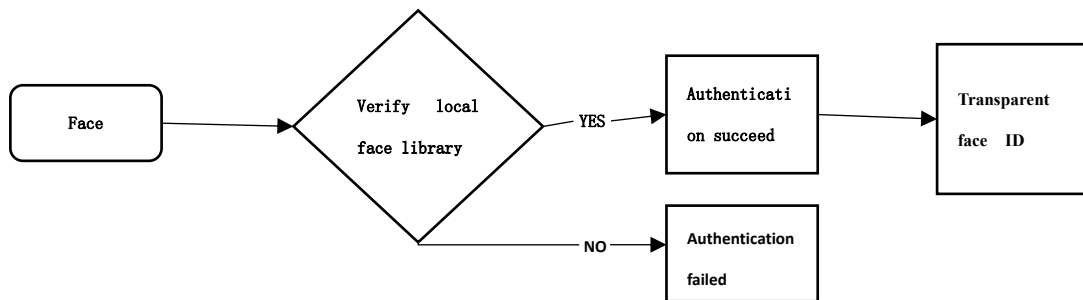 Face
Verify local
face library
YES
Authenticati
on succeed
Transparent
face ID
NO
Authentication
failed